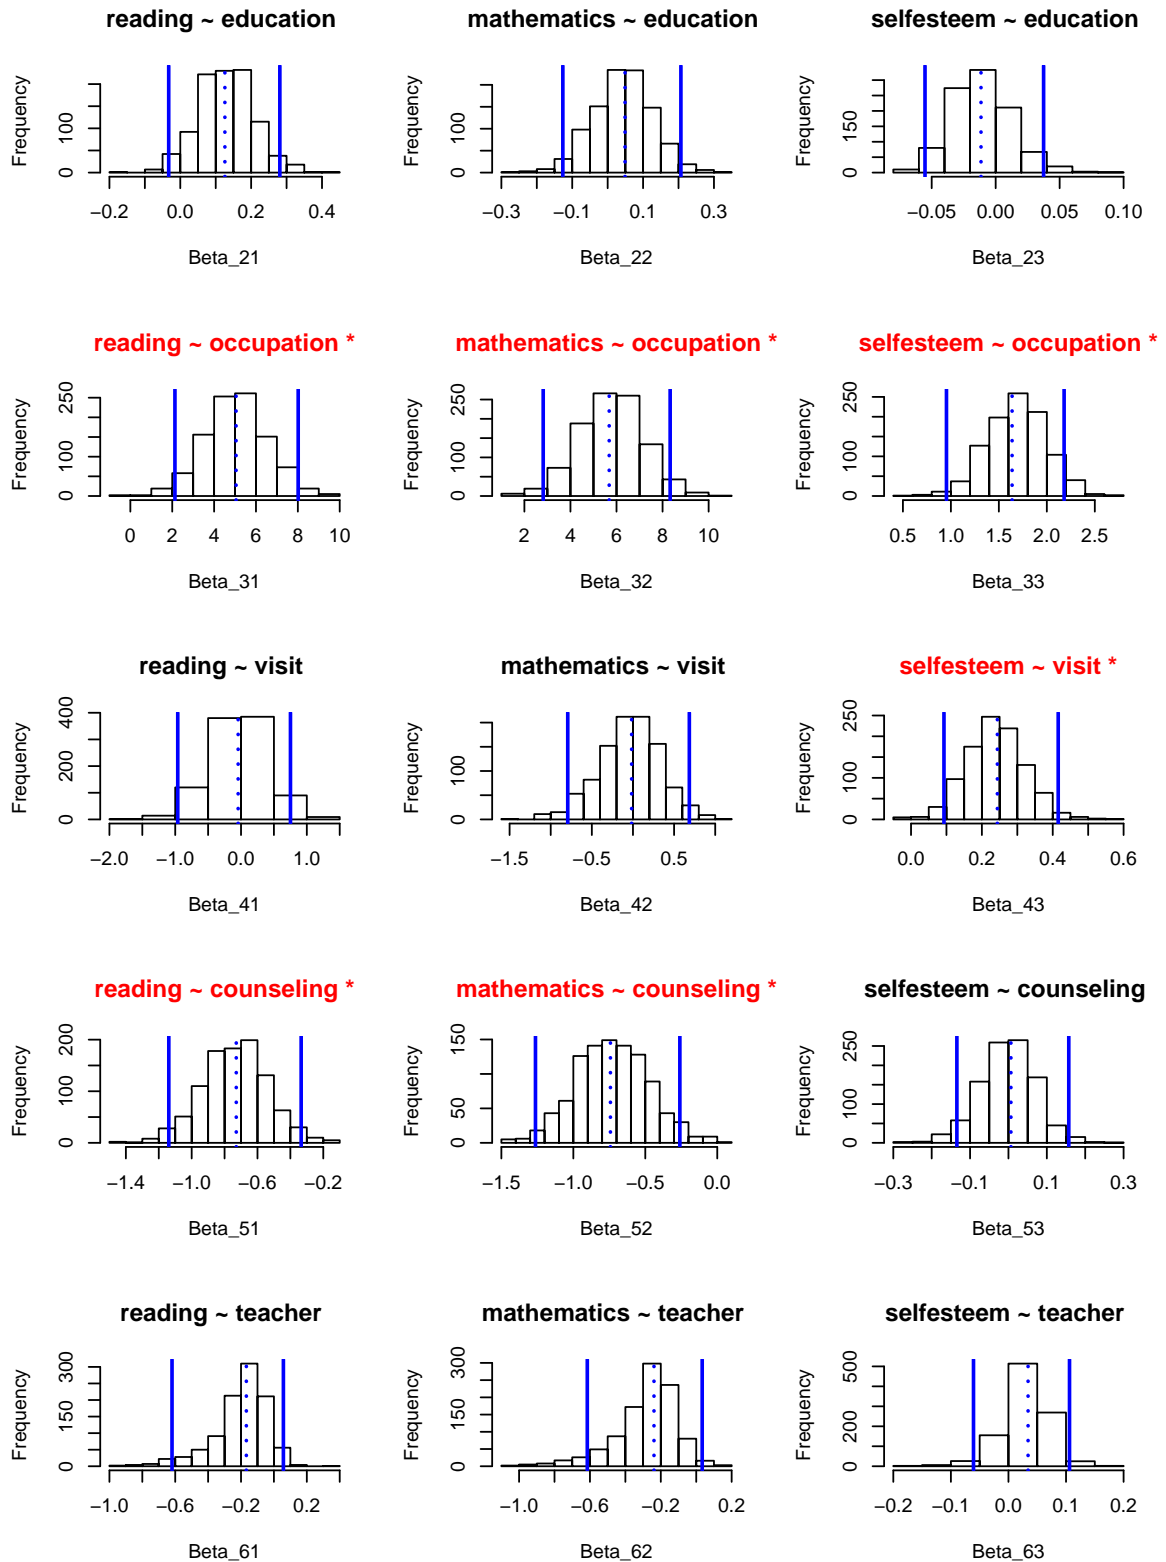 reading ~ education
mathematics ~ education
selfesteem ~ education
Frequency
0 100
−0.2 0.0 0.2 0.4
Beta_21
Frequency
0 100
−0.3 −0.1 0.1 0.3
Beta_22
Frequency
0 150
−0.05 0.00 0.05 0.10
Beta_23
reading ~ occupation *
mathematics ~ occupation *
selfesteem ~ occupation *
Frequency
0 100 250
0 2 4 6 8 10
Beta_31
Frequency
0 100 250
2 4 6 8 10
Beta_32
Frequency
0 100 250
0.5 1.0 1.5 2.0 2.5
Beta_33
reading ~ visit
mathematics ~ visit
selfesteem ~ visit *
Frequency
0 200 400
−2.0 −1.0 0.0 1.0
Beta_41
Frequency
0 100
−1.5 −0.5 0.5
Beta_42
Frequency
0 100 250
0.0 0.2 0.4 0.6
Beta_43
reading ~ counseling *
mathematics ~ counseling *
selfesteem ~ counseling
Frequency
0 100 200
−1.4 −1.0 −0.6 −0.2
Beta_51
Frequency
0 50 150
−1.5 −1.0 −0.5 0.0
Beta_52
Frequency
0 100 250
−0.3 −0.1 0.1 0.3
Beta_53
reading ~ teacher
mathematics ~ teacher
selfesteem ~ teacher
Frequency
0 150 300
−1.0 −0.6 −0.2 0.2
Beta_61
Frequency
0 150 300
−1.0 −0.6 −0.2 0.2
Beta_62
Frequency
0 200 500
−0.2 0.0 0.1 0.2
Beta_63